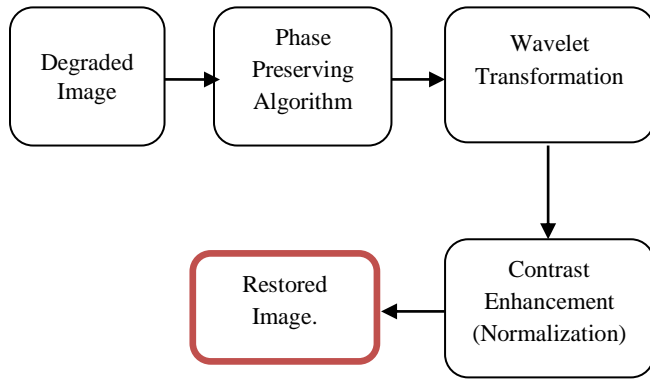 Degraded
Image
Phase
Preserving
Algorithm
Wavelet
Transformation
Contrast
Enhancement
(Normalization)
Restored
Image.